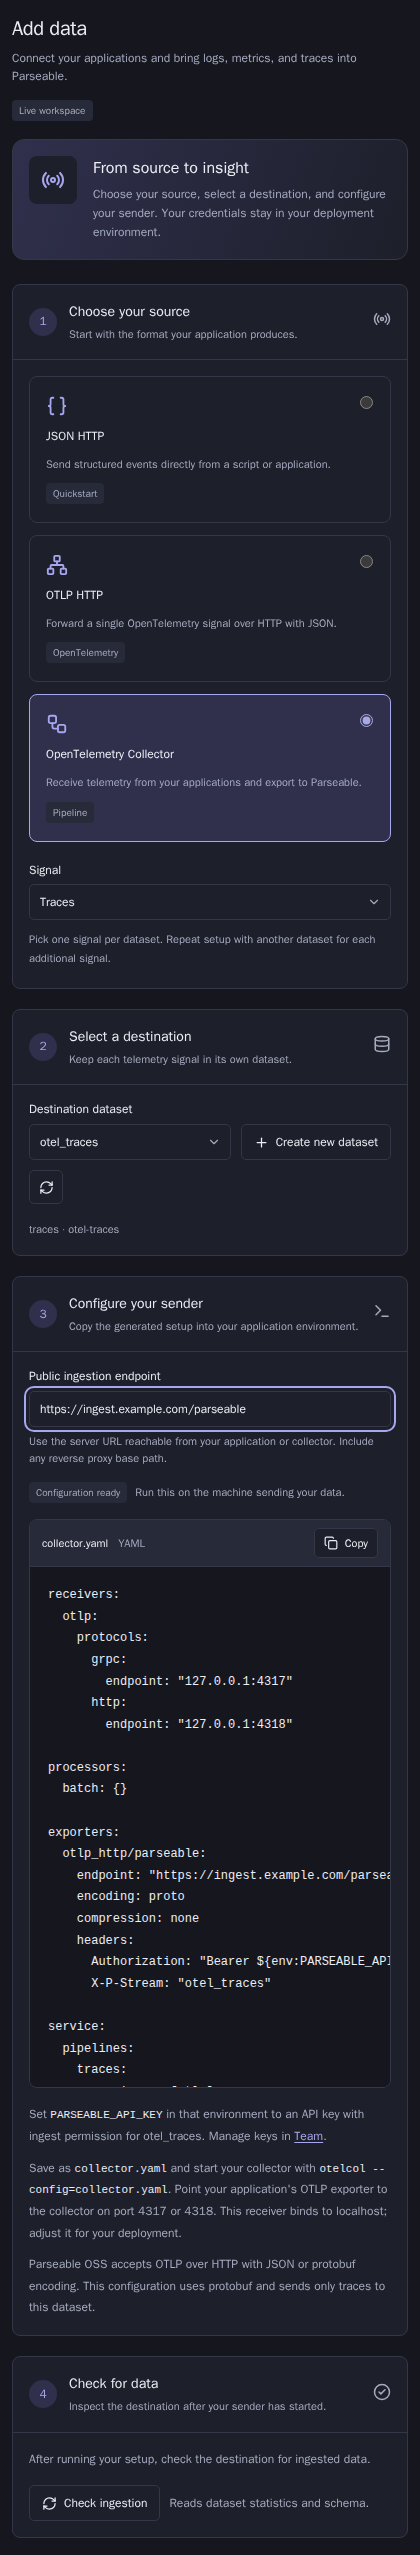 Add data
Connect your applications and bring logs, metrics, and traces into
Parseable.
Live workspace
From source to insight
Choose your source, select a destination, and configure
your sender. Your credentials stay in your deployment
environment.
1
Choose your source
Start with the format your application produces.
JSON HTTP
Send structured events directly from a script or application.
Quickstart
OTLP HTTP
Forward a single OpenTelemetry signal over HTTP with JSON.
OpenTelemetry
OpenTelemetry Collector
Receive telemetry from your applications and export to Parseable.
Pipeline
Signal
Traces
Pick one signal per dataset. Repeat setup with another dataset for each
additional signal.
2
Select a destination
Keep each telemetry signal in its own dataset.
Destination dataset
otel_traces
Create new dataset
traces · otel-traces
3
Configure your sender
Copy the generated setup into your application environment.
Public ingestion endpoint
https://ingest.example.com/parseable
Use the server URL reachable from your application or collector. Include
any reverse proxy base path.
Configuration ready Run this on the machine sending your data.
collector.yaml YAML Copy
receivers:
otlp:
protocols:
grpc:
endpoint: "127.0.0.1:4317"
http:
endpoint: "127.0.0.1:4318"
processors:
batch: {}
exporters:
otlp_http/parseable:
endpoint: "https://ingest.example.com/parsea
encoding: proto
compression: none
headers:
Authorization: "Bearer ${env:PARSEABLE_API
X-P-Stream: "otel_traces"
service:
pipelines:
traces:
Set PARSEABLE_API_KEY in that environment to an API key with
ingest permission for otel_traces. Manage keys in Team.
Save as collector.yaml and start your collector with otelcol --
config=collector.yaml. Point your application's OTLP exporter to
the collector on port 4317 or 4318. This receiver binds to localhost;
adjust it for your deployment.
Parseable OSS accepts OTLP over HTTP with JSON or protobuf
encoding. This configuration uses protobuf and sends only traces to
this dataset.
4
Check for data
Inspect the destination after your sender has started.
After running your setup, check the destination for ingested data.
Check ingestion Reads dataset statistics and schema.